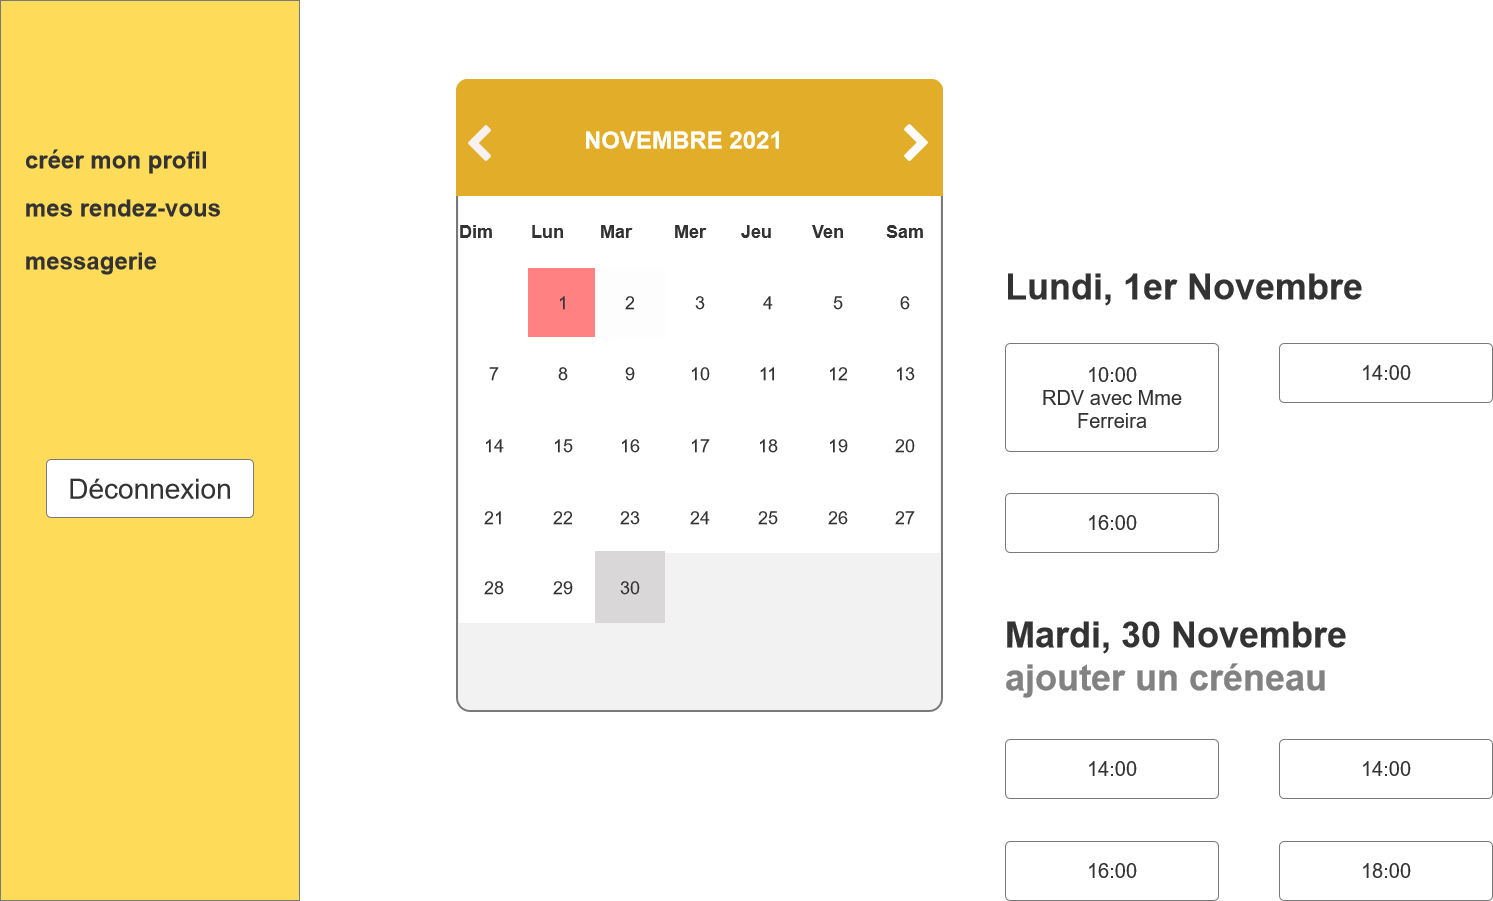 créer mon profil
mes rendez-vous
messagerie
Déconnexion
NOVEMBRE 2021
Dim Lun Mar Mer Jeu Ven Sam
1 2 3 4 5 6
7 8 9 10 11 12 13
14 15 16 17 18 19 20
21 22 23 24 25 26 27
28 29 30
Lundi, 1er Novembre
10:00
RDV avec Mme
Ferreira
14:00
16:00
Mardi, 30 Novembre
ajouter un créneau
14:00 14:00
16:00 18:00